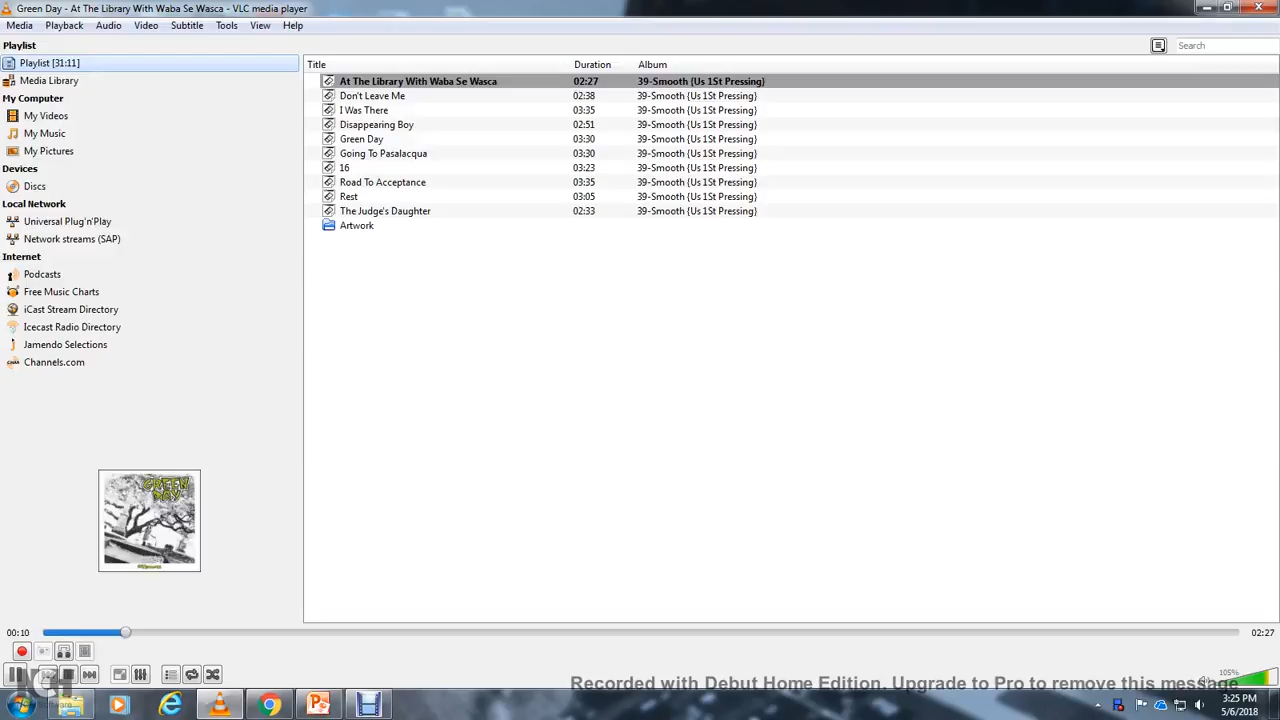 Green Day - At The Library With Waba Se Wasca - VLC media player
Media Playback Audio Video Subtitle Tools View Help
Playlist
Search
Playlist [31:11]
Media Library
My Computer
My Videos
My Music
My Pictures
Devices
Discs
Local Network
Universal Plug'n'Play
Network streams (SAP)
Internet
Podcasts
Free Music Charts
iCast Stream Directory
Icecast Radio Directory
Jamendo Selections
Channels.com
Title Duration Album
At The Library With Waba Se Wasca 02:27 39-Smooth {Us 1St Pressing}
Don't Leave Me 02:38 39-Smooth {Us 1St Pressing}
I Was There 03:35 39-Smooth {Us 1St Pressing}
Disappearing Boy 02:51 39-Smooth {Us 1St Pressing}
Green Day 03:30 39-Smooth {Us 1St Pressing}
Going To Pasalacqua 03:30 39-Smooth {Us 1St Pressing}
16 03:23 39-Smooth {Us 1St Pressing}
Road To Acceptance 03:35 39-Smooth {Us 1St Pressing}
Rest 03:05 39-Smooth {Us 1St Pressing}
The Judge's Daughter 02:33 39-Smooth {Us 1St Pressing}
Artwork
GREEN
DAY
00:10 02:27
105%
NCH
Recorded with Debut Home Edition. Upgrade to Pro to remove this message
3:25 PM
5/6/2018